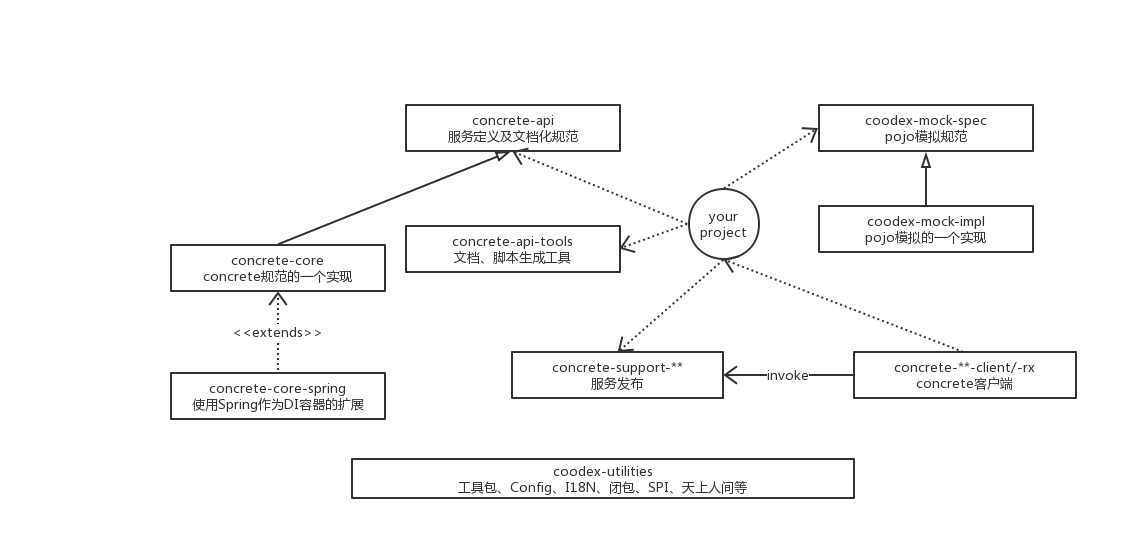 concrete-api
服务定义及文档化规范
coodex-mock-spec
pojo模拟规范
your
project
coodex-mock-impl
pojo模拟的一个实现
concrete-api-tools
文档、脚本生成工具
concrete-core
concrete规范的一个实现
<<extends>>
concrete-support-**
服务发布
invoke
concrete-**-client/-rx
concrete客户端
concrete-core-spring
使用Spring作为DI容器的扩展
coodex-utilities
工具包、Config、I18N、闭包、SPI、天上人间等